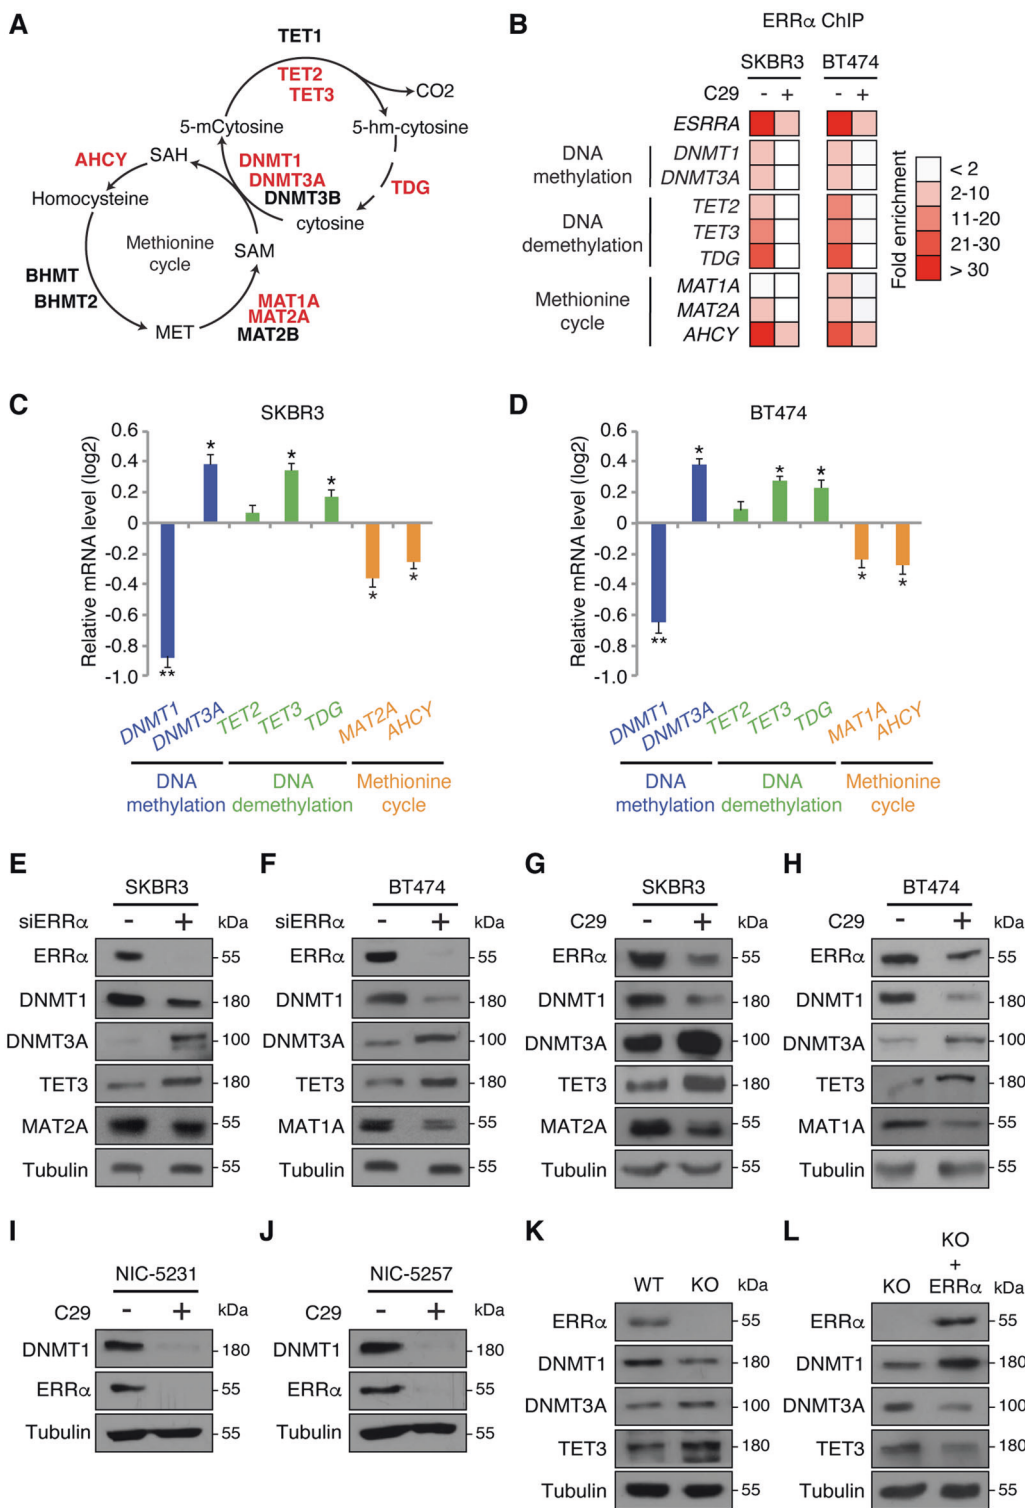 A
TET1
TET2
TET3
CO2
5-mCytosine
5-hm-cytosine
SAH
AHCY
DNMT1
DNMT3A
DNMT3B
TDG
Homocysteine
cytosine
Methionine
cycle
SAM
BHMT
BHMT2
MAT1A
MAT2A
MAT2B
MET
B
ERRα ChIP
SKBR3 BT474
C29 - + - +
ESRRA
DNA
methylation
DNMT1
DNMT3A
DNA
demethylation
TET2
TET3
TDG
Methionine
cycle
MAT1A
MAT2A
AHCY
Fold enrichment
< 2
2-10
11-20
21-30
> 30
C
SKBR3
Relative mRNA level (log2)
0.6
0.4
0.2
0
-0.2
-0.4
-0.6
-0.8
-1.0
** * * * * *
DNMT1 DNMT3A TET2 TET3 TDG MAT2A AHCY
DNA
methylation
DNA
demethylation
Methionine
cycle
D
BT474
Relative mRNA level (log2)
0.6
0.4
0.2
0
-0.2
-0.4
-0.6
-0.8
-1.0
** * * * * *
DNMT1 DNMT3A TET2 TET3 TDG MAT1A AHCY
DNA
methylation
DNA
demethylation
Methionine
cycle
E
SKBR3
siERRα - + kDa
ERRα 55
DNMT1 180
DNMT3A 100
TET3 180
MAT2A 55
Tubulin 55
F
BT474
siERRα - + kDa
ERRα 55
DNMT1 180
DNMT3A 100
TET3 180
MAT1A 55
Tubulin 55
G
SKBR3
C29 - + kDa
ERRα 55
DNMT1 180
DNMT3A 100
TET3 180
MAT2A 55
Tubulin 55
H
BT474
C29 - + kDa
ERRα 55
DNMT1 180
DNMT3A 100
TET3 180
MAT1A 55
Tubulin 55
I
NIC-5231
C29 - + kDa
DNMT1 180
ERRα 55
Tubulin 55
J
NIC-5257
C29 - + kDa
DNMT1 180
ERRα 55
Tubulin 55
K
WT KO kDa
ERRα 55
DNMT1 180
DNMT3A 100
TET3 180
Tubulin 55
L
KO
+
KO ERRα kDa
ERRα 55
DNMT1 180
DNMT3A 100
TET3 180
Tubulin 55